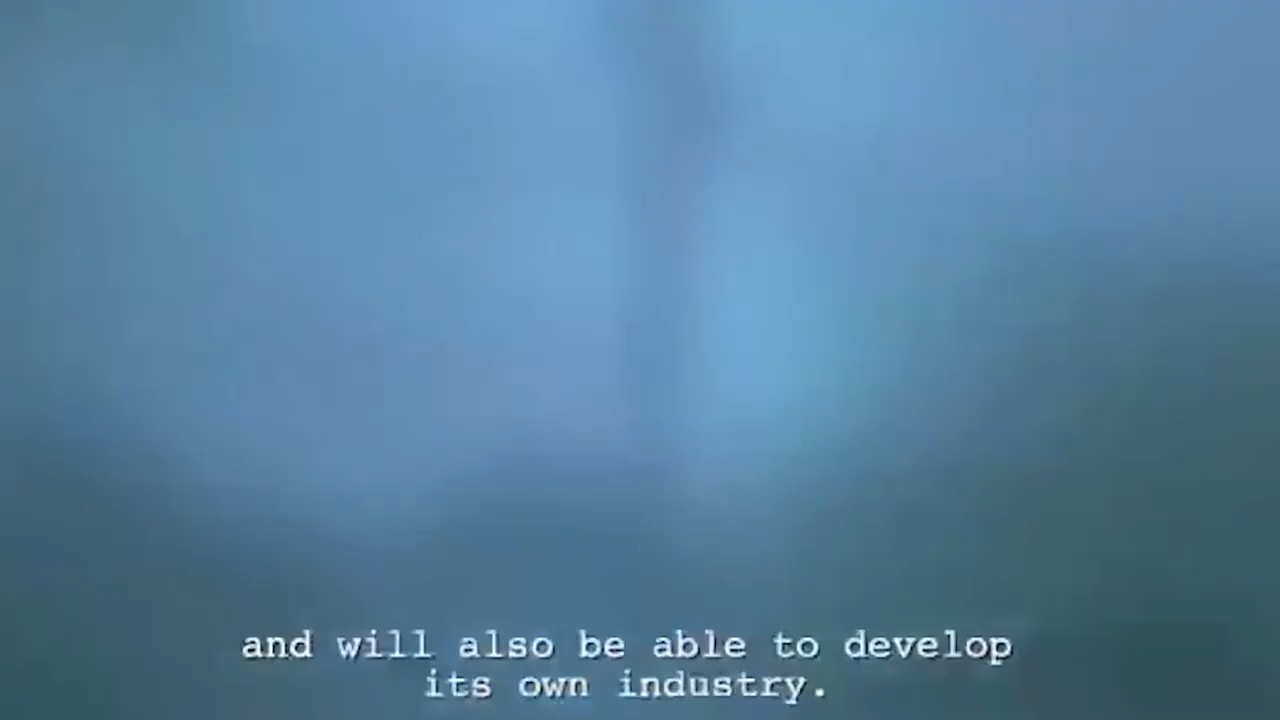 and will also be able to develop
its own industry.